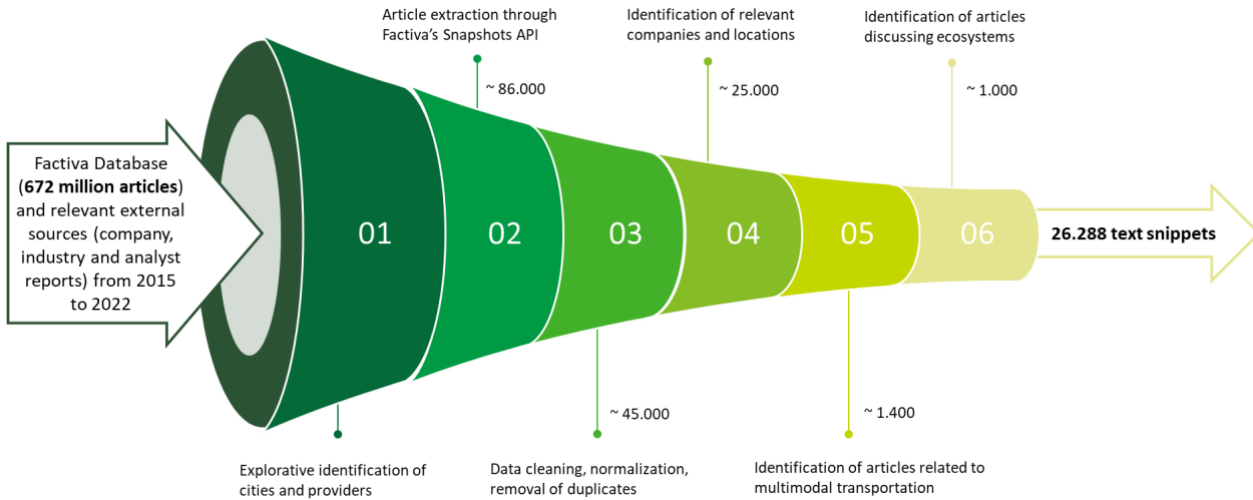 Article extraction through
Factiva's Snapshots API
~ 86.000
Identification of relevant
companies and locations
~ 25.000
Identification of articles
discussing ecosystems
~ 1.000
Factiva Database
(672 million articles)
and relevant external
sources (company,
industry and analyst
reports) from 2015
to 2022
01
02
03
04
05
06
26.288 text snippets
Explorative identification of
cities and providers
~ 45.000
Data cleaning, normalization,
removal of duplicates
~ 1.400
Identification of articles related to
multimodal transportation